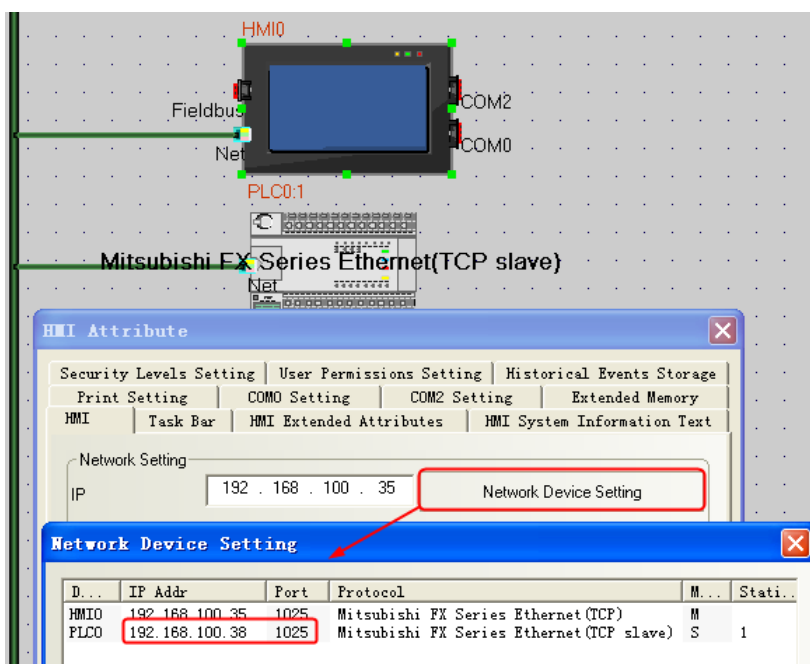 HMI0
Fieldbus
COM2
Net
COM0
PLC0:1
Mitsubishi FX Series Ethernet(TCP slave)
Net
HMI Attribute
Security Levels Setting User Permissions Setting Historical Events Storage
Print Setting COM0 Setting COM2 Setting Extended Memory
HMI Task Bar HMI Extended Attributes HMI System Information Text
Network Setting
IP 192 . 168 . 100 . 35 Network Device Setting
Network Device Setting
D... IP Addr Port Protocol M... Stati..
HMI0 192.168.100.35 1025 Mitsubishi FX Series Ethernet(TCP) M
PLC0 192.168.100.38 1025 Mitsubishi FX Series Ethernet(TCP slave) S 1